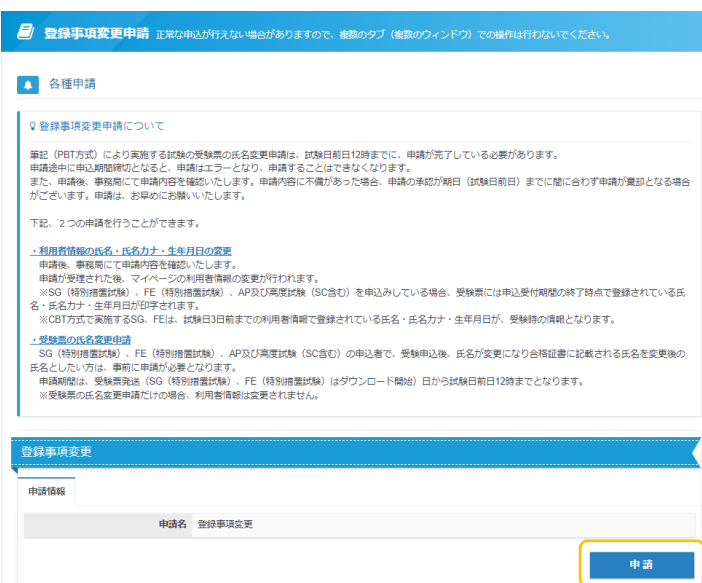 登録事項変更申請 正常な申込が行えない場合がありますので、複数のタブ（複数のウィンドウ）での操作は行わないでください。
各種申請
登録事項変更申請について
筆記（PBT方式）により実施する試験の受験票の氏名変更申請は、試験日前日12時までに、申請が完了している必要があります。
申請途中に申込期間締切となると、申請はエラーとなり、申請することはできなくなります。
また、申請後、事務局にて申請内容を確認いたします。申請内容に不備があった場合、申請の承認が期日（試験日前日）までに間に合わず申請が棄却となる場合
がございます。申請は、お早めにお願いいたします。
下記、２つの申請を行うことができます。
・利用者情報の氏名・氏名カナ・生年月日の変更
申請後、事務局にて申請内容を確認いたします。
申請が受理された後、マイページの利用者情報の変更が行われます。
※SG（特別措置試験）、FE（特別措置試験）、AP及び高度試験（SC含む）を申込みしている場合、受験票には申込受付期間の終了時点で登録されている氏
名・氏名カナ・生年月日が印字されます。
※CBT方式で実施するSG、FEは、試験日3日前までの利用者情報で登録されている氏名・氏名カナ・生年月日が、受験時の情報となります。
・受験票の氏名変更申請
SG（特別措置試験）、FE（特別措置試験）、AP及び高度試験（SC含む）の申込者で、受験申込後、氏名が変更になり合格証書に記載される氏名を変更後の
氏名としたい方は、事前に申請が必要となります。
申請期間は、受験票発送（SG（特別措置試験）、FE（特別措置試験）はダウンロード開始）日から試験日前日12時までとなります。
※受験票の氏名変更申請だけの場合、利用者情報は変更されません。
登録事項変更
申請情報
申請名 登録事項変更
申請